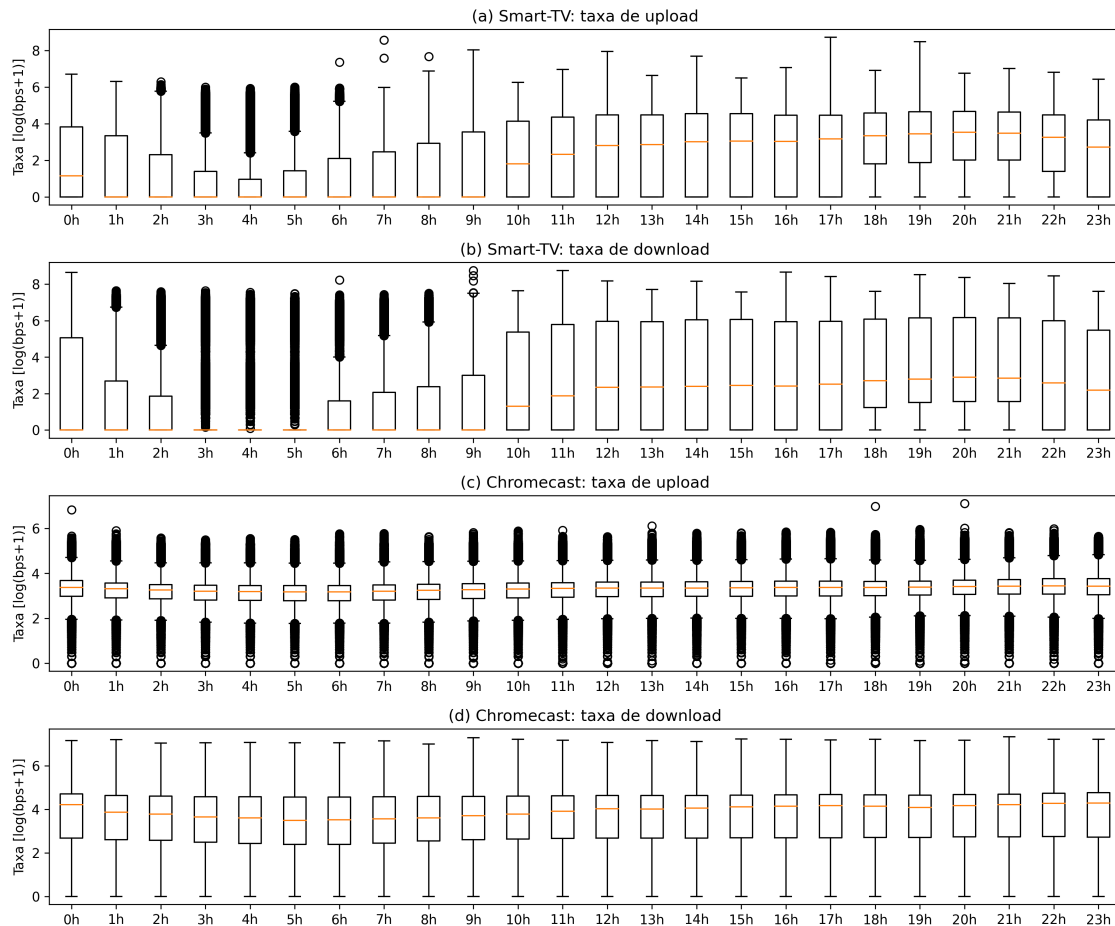 (a) Smart-TV: taxa de upload
Taxa [log(bps+1)]
8
6
4
2
0
0h 1h 2h 3h 4h 5h 6h 7h 8h 9h 10h 11h 12h 13h 14h 15h 16h 17h 18h 19h 20h 21h 22h 23h
(b) Smart-TV: taxa de download
Taxa [log(bps+1)]
8
6
4
2
0
0h 1h 2h 3h 4h 5h 6h 7h 8h 9h 10h 11h 12h 13h 14h 15h 16h 17h 18h 19h 20h 21h 22h 23h
(c) Chromecast: taxa de upload
Taxa [log(bps+1)]
6
4
2
0
0h 1h 2h 3h 4h 5h 6h 7h 8h 9h 10h 11h 12h 13h 14h 15h 16h 17h 18h 19h 20h 21h 22h 23h
(d) Chromecast: taxa de download
Taxa [log(bps+1)]
6
4
2
0
0h 1h 2h 3h 4h 5h 6h 7h 8h 9h 10h 11h 12h 13h 14h 15h 16h 17h 18h 19h 20h 21h 22h 23h